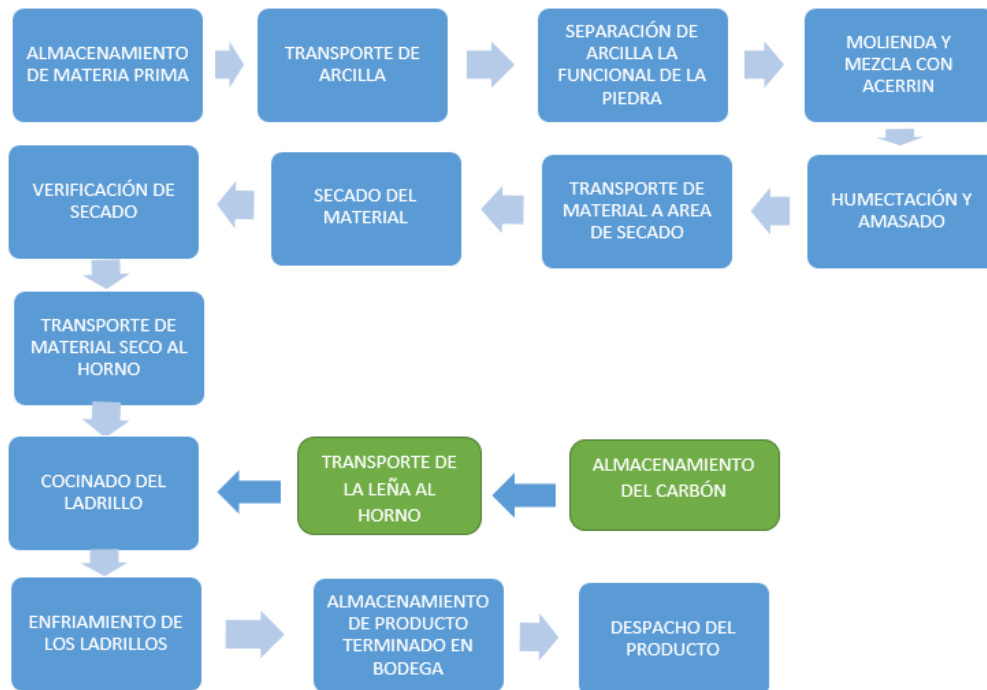 ALMACENAMIENTO
DE MATERIA PRIMA
TRANSPORTE DE
ARCILLA
SEPARACIÓN DE
ARCILLA LA
FUNCIONAL DE LA
PIEDRA
MOLIENDA Y
MEZCLA CON
ACERRIN
HUMECTACIÓN Y
AMASADO
TRANSPORTE DE
MATERIAL A AREA
DE SECADO
SECADO DEL
MATERIAL
VERIFICACIÓN DE
SECADO
TRANSPORTE DE
MATERIAL SECO AL
HORNO
COCINADO DEL
LADRILLO
TRANSPORTE DE
LA LEÑA AL
HORNO
ALMACENAMIENTO
DEL CARBÓN
ENFRIAMIENTO DE
LOS LADRILLOS
ALMACENAMIENTO
DE PRODUCTO
TERMINADO EN
BODEGA
DESPACHO DEL
PRODUCTO